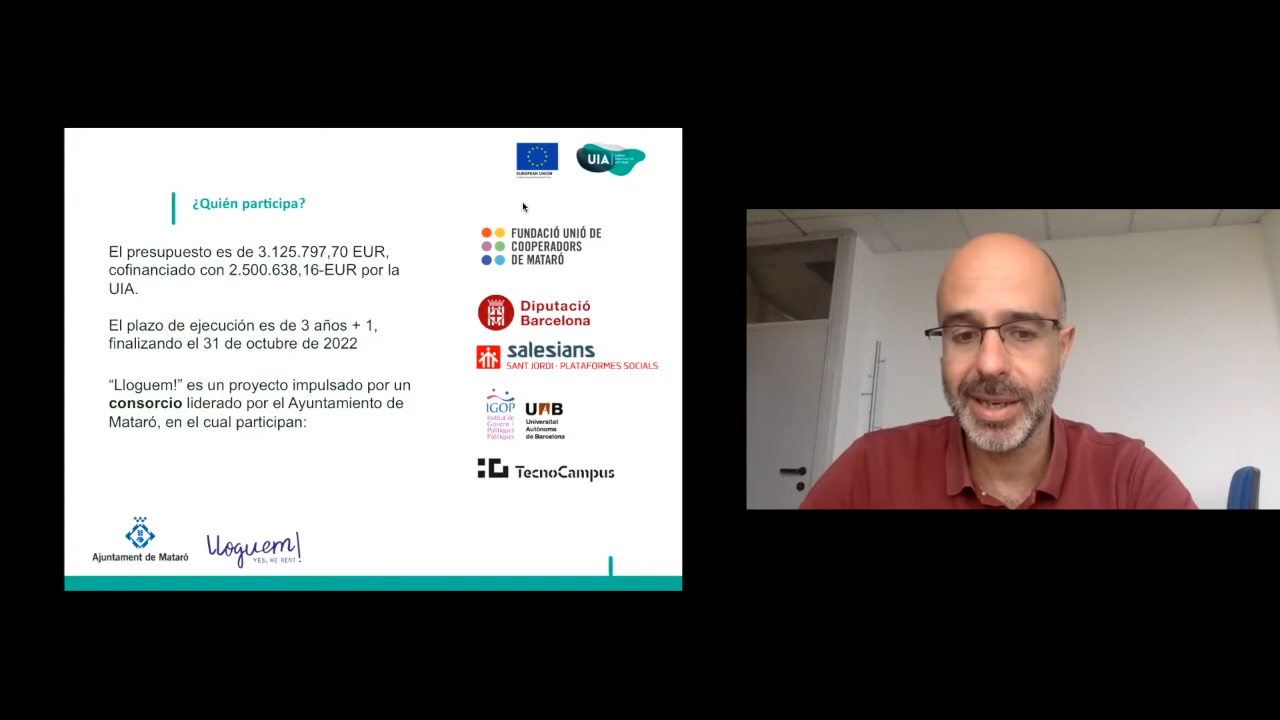 EUROPEAN UNION
UIA
¿Quién participa?
El presupuesto es de 3.125.797,70 EUR,
cofinanciado con 2.500.638,16-EUR por la
UIA.
El plazo de ejecución es de 3 años + 1,
finalizando el 31 de octubre de 2022
“Lloguem!” es un proyecto impulsado por un
consorcio liderado por el Ayuntamiento de
Mataró, en el cual participan:
FUNDACIÓ UNIÓ DE
COOPERADORS
DE MATARÓ
Diputació
Barcelona
salesians
SANT JORDI · PLATAFORMES SOCIALS
IGOP
Institut de
Govern i
Polítiques
Públiques
UAB
Universitat
Autònoma
de Barcelona
TecnoCampus
Ajuntament de Mataró
lloguem!
YES, WE RENT!